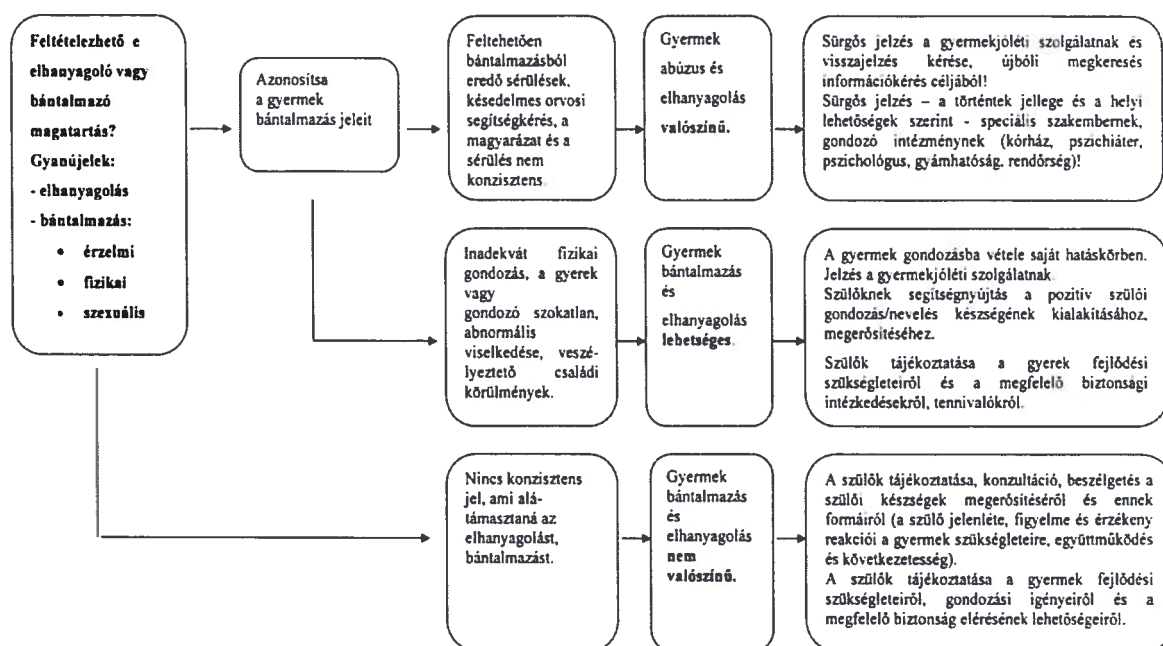 Feltételezhető e
elhanyagoló vagy
bántalmazó
magatartás?
Gyanújelek:
- elhanyagolás
- bántalmazás:
• érzelmi
• fizikai
• szexuális
Azonosítsa
a gyermek
bántalmazás jeleit
Feltehetően
bántalmazásból
eredő sérülések,
késedelmes orvosi
segítségkérés, a
magyarázat és a
sérülés nem
konzisztens.
Gyermek
abúzus és
elhanyagolás
valószínű.
Sürgős jelzés a gyermekjóléti szolgálatnak és
visszajelzés kérése, újbóli megkeresés
információkérés céljából!
Sürgős jelzés – a történtek jellege és a helyi
lehetőségek szerint - speciális szakembernek,
gondozó intézménynek (kórház, pszichiáter,
pszichológus, gyámhatóság, rendőrség)!
Inadekvát fizikai
gondozás, a gyerek
vagy
gondozó szokatlan,
abnormális
viselkedése, veszé-
lyeztető családi
körülmények.
Gyermek
bántalmazás
és
elhanyagolás
lehetséges.
A gyermek gondozásba vétele saját hatáskörben.
Jelzés a gyermekjóléti szolgálatnak.
Szülőknek segítségnyújtás a pozitív szülői
gondozás/nevelés készségének kialakításához,
megerősítéséhez.
Szülők tájékoztatása a gyerek fejlődési
szükségleteiről és a megfelelő biztonsági
intézkedésekről, tennivalókról.
Nincs konzisztens
jel, ami alá-
támasztaná az
elhanyagolást,
bántalmazást.
Gyermek
bántalmazás
és
elhanyagolás
nem
valószínű.
A szülők tájékoztatása, konzultáció, beszélgetés a
szülői készségek megerősítéséről és ennek
formáiról (a szülő jelenléte, figyelme és érzékeny
reakciói a gyermek szükségleteire, együttműködés
és következetesség).
A szülők tájékoztatása a gyermek fejlődési
szükségleteiről, gondozási igényeiről és a
megfelelő biztonság elérésének lehetőségeiről.